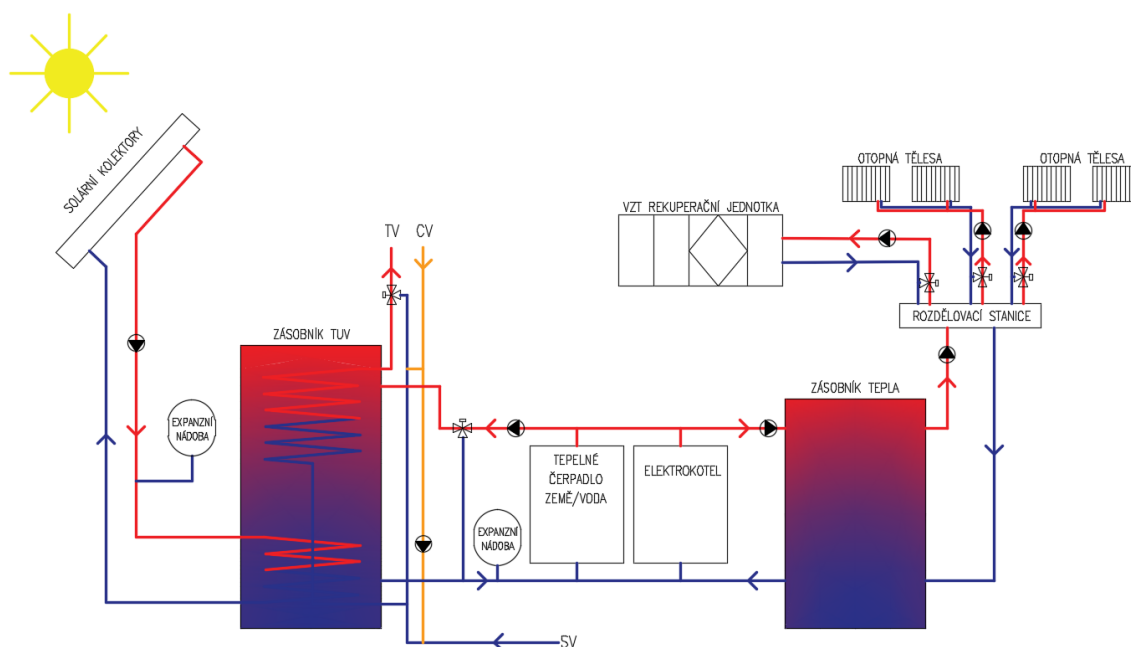 SOLÁRNÍ KOLEKTORY
OTOPNÁ TĚLESA
OTOPNÁ TĚLESA
VZT REKUPERAČNÍ JEDNOTKA
TV
CV
ROZDĚLOVACÍ STANICE
ZÁSOBNÍK TUV
ZÁSOBNÍK TEPLA
EXPANZNÍ
NÁDOBA
TEPELNÉ
ČERPADLO
ZEMĚ/VODA
ELEKTROKOTEL
EXPANZNÍ
NÁDOBA
SV